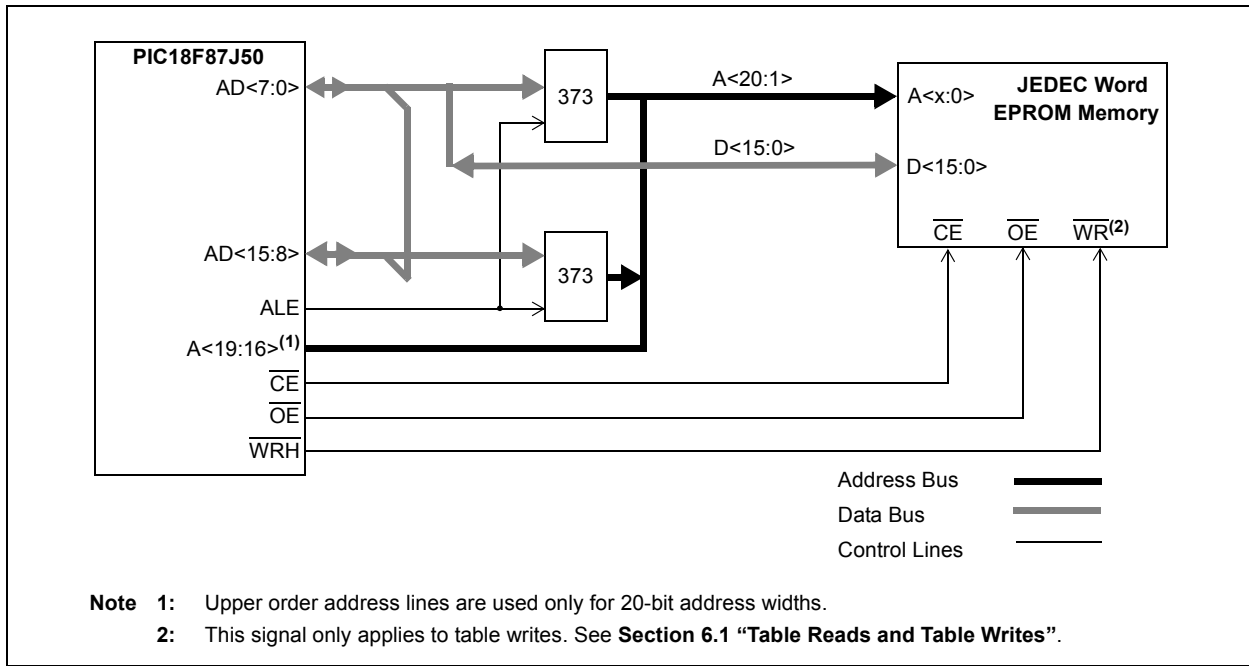 PIC18F87J50
AD<7:0>
373
A<20:1>
A<x:0>
JEDEC Word
EPROM Memory
D<15:0>
D<15:0>
CE
OE
WR(2)
AD<15:8>
373
ALE
A<19:16>(1)
CE
OE
WRH
Address Bus
Data Bus
Control Lines
Note 1: Upper order address lines are used only for 20-bit address widths.
2: This signal only applies to table writes. See Section 6.1 “Table Reads and Table Writes”.